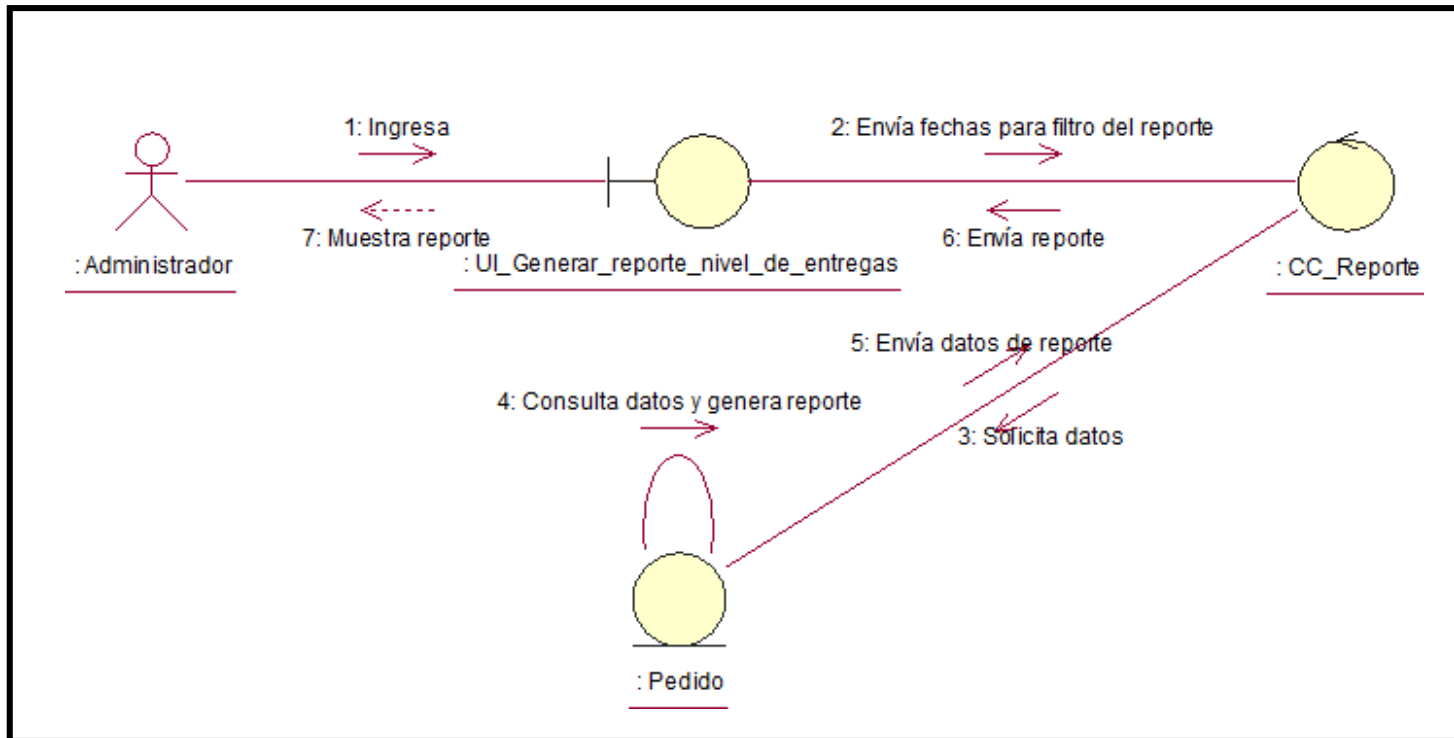 1: Ingresa
2: Envía fechas para filtro del reporte
7: Muestra reporte
6: Envía reporte
: Administrador
: UI_Generar_reporte_nivel_de_entregas
: CC_Reporte
5: Envía datos de reporte
4: Consulta datos y genera reporte
3: Solicita datos
: Pedido